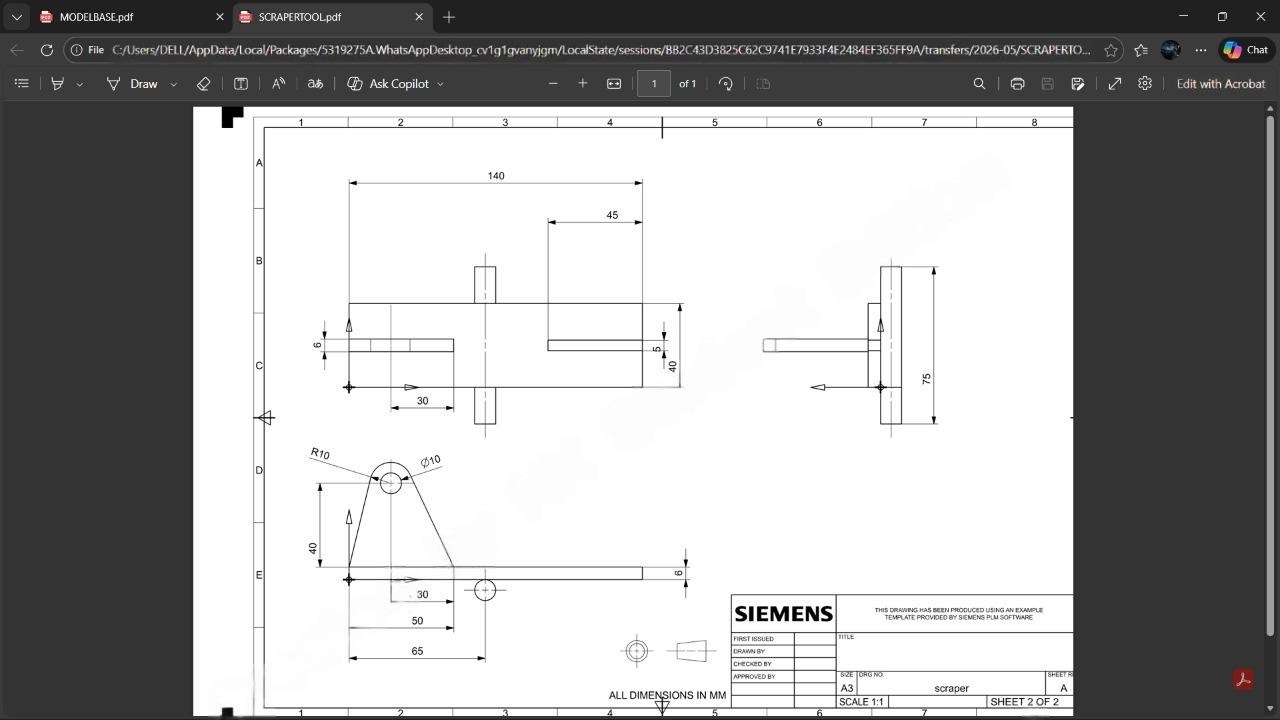 MODELBASE.pdf
SCRAPERTOOL.pdf
File
C:/Users/DELL/AppData/Local/Packages/5319275A.WhatsAppDesktop_cv1g1gvanyjgm/LocalState/sessions/BB2C43D3825C62C9741E7933F4E2484EF365FF9A/transfers/2026-05/SCRAPERTO...
Chat
Draw
Ask Copilot
1 of 1
Edit with Acrobat
1 2 3 4 5 6 7 8
A
140
45
B
C
6
5
40
75
30
D
R10
Ø10
40
E
6
30
50
65
ALL DIMENSIONS IN MM
SIEMENS
THIS DRAWING HAS BEEN PRODUCED USING AN EXAMPLE
TEMPLATE PROVIDED BY SIEMENS PLM SOFTWARE
FIRST ISSUED
TITLE
DRAWN BY
CHECKED BY
APPROVED BY
SIZE DRG NO. SHEET RE
A3 scraper A
SCALE 1:1 SHEET 2 OF 2
1 2 3 4 5 6 7